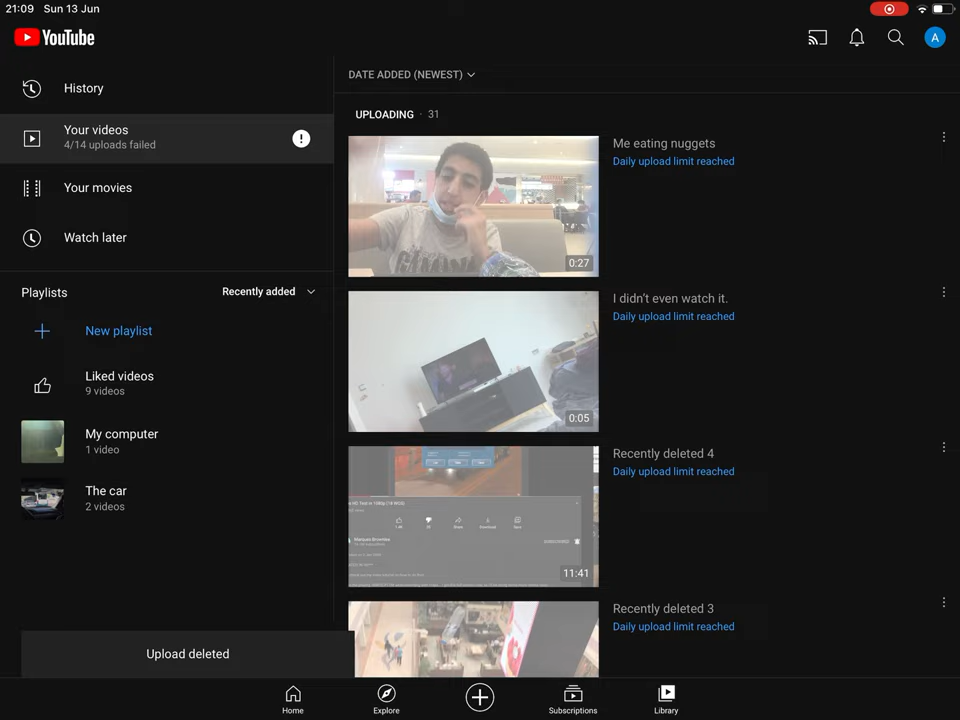 21:09 Sun 13 Jun
YouTube
A
History
Your videos
4/14 uploads failed
Your movies
Watch later
Playlists
Recently added
New playlist
Liked videos
9 videos
My computer
1 video
The car
2 videos
Upload deleted
DATE ADDED (NEWEST)
UPLOADING · 31
0:27
Me eating nuggets
Daily upload limit reached
0:05
I didn’t even watch it.
Daily upload limit reached
11:41
Recently deleted 4
Daily upload limit reached
Recently deleted 3
Daily upload limit reached
Home
Explore
Subscriptions
Library